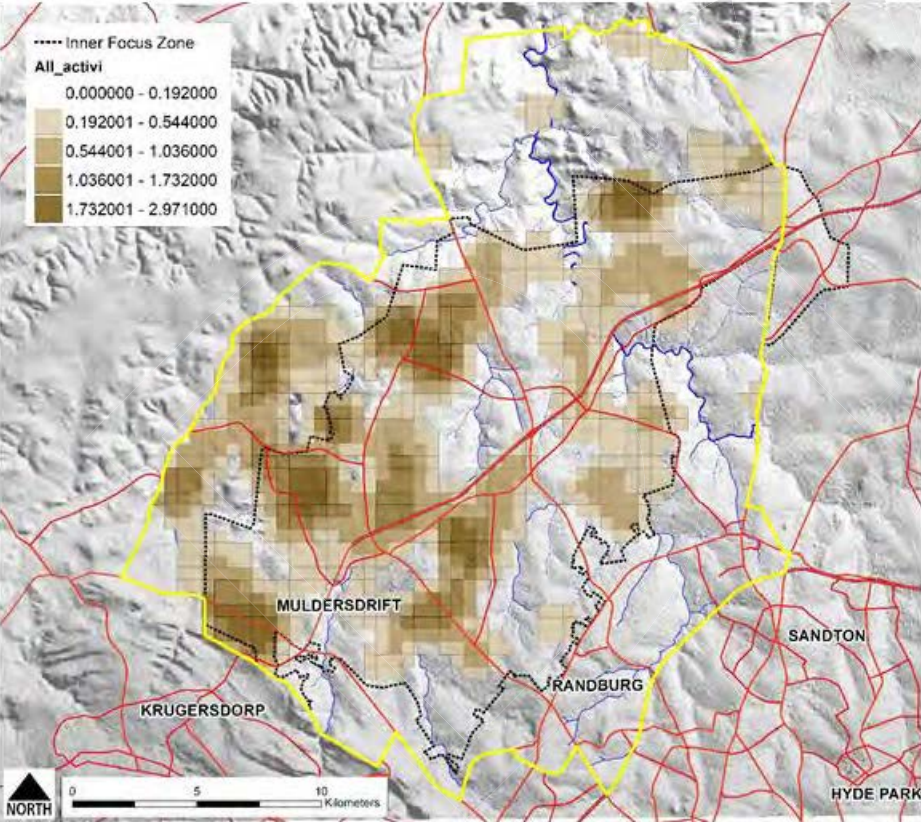 Inner Focus Zone
All_activi
0.000000 - 0.192000
0.192001 - 0.544000
0.544001 - 1.036000
1.036001 - 1.732000
1.732001 - 2.971000
MULDERSDRIFT
SANDTON
RANDBURG
KRUGERSDORP
HYDE PARK
NORTH
0 5 10
Kilometers